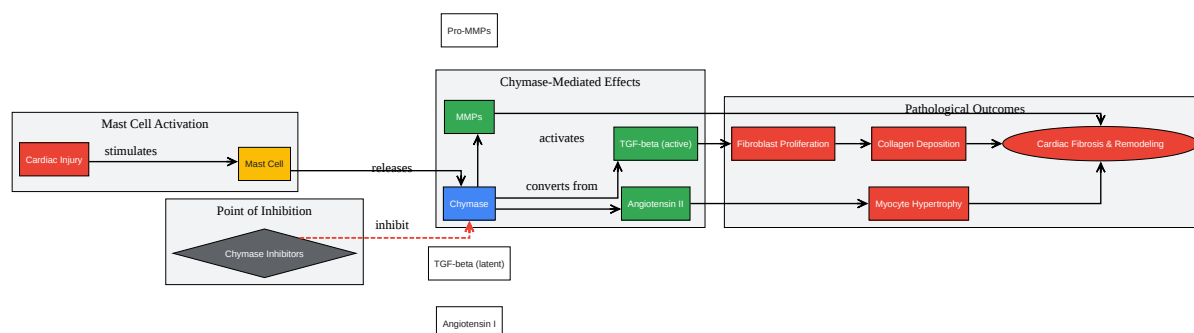 Pro-MMPs
Chymase-Mediated Effects
Pathological Outcomes
Mast Cell Activation
MMPs
activates
TGF-beta (active)
Fibroblast Proliferation
Collagen Deposition
Cardiac Fibrosis & Remodeling
Cardiac Injury
stimulates
Mast Cell
releases
converts from
Chymase
Angiotensin II
Myocyte Hypertrophy
Point of Inhibition
inhibit
Chymase Inhibitors
TGF-beta (latent)
Angiotensin I